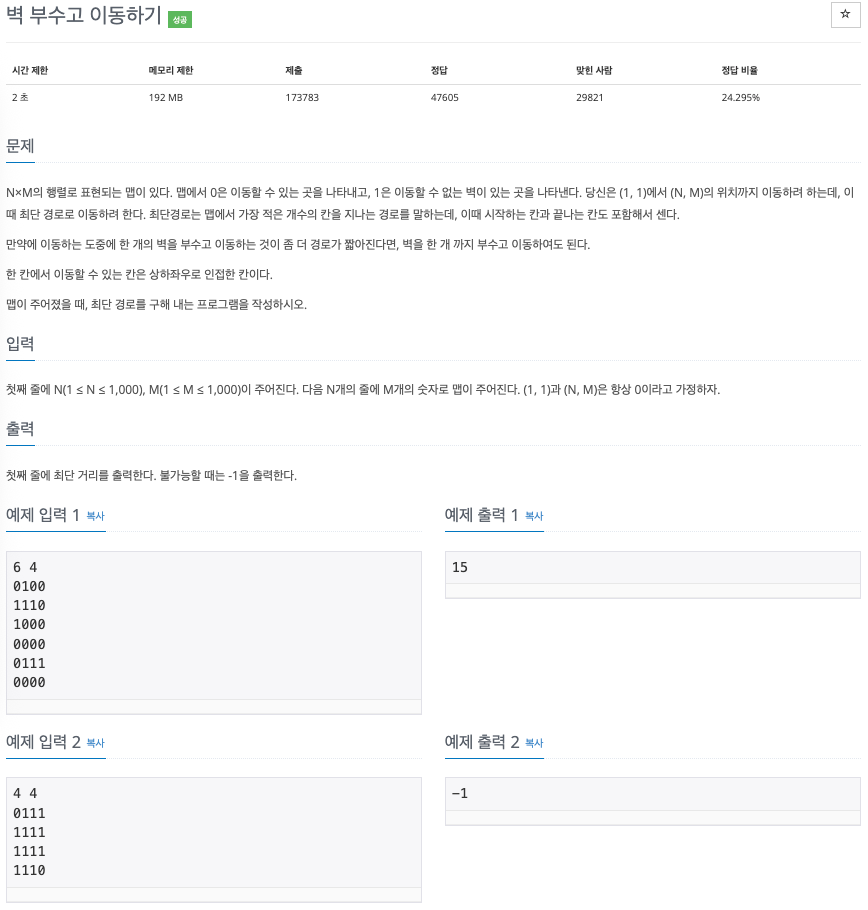 벽 부수고 이동하기 성공
☆
시간 제한 메모리 제한 제출 정답 맞힌 사람 정답 비율
2 초 192 MB 173783 47605 29821 24.295%
문제
N×M의 행렬로 표현되는 맵이 있다. 맵에서 0은 이동할 수 있는 곳을 나타내고, 1은 이동할 수 없는 벽이 있는 곳을 나타낸다. 당신은 (1, 1)에서 (N, M)의 위치까지 이동하려 하는데, 이
때 최단 경로로 이동하려 한다. 최단경로는 맵에서 가장 적은 개수의 칸을 지나는 경로를 말하는데, 이때 시작하는 칸과 끝나는 칸도 포함해서 센다.
만약에 이동하는 도중에 한 개의 벽을 부수고 이동하는 것이 좀 더 경로가 짧아진다면, 벽을 한 개 까지 부수고 이동하여도 된다.
한 칸에서 이동할 수 있는 칸은 상하좌우로 인접한 칸이다.
맵이 주어졌을 때, 최단 경로를 구해 내는 프로그램을 작성하시오.
입력
첫째 줄에 N(1 ≤ N ≤ 1,000), M(1 ≤ M ≤ 1,000)이 주어진다. 다음 N개의 줄에 M개의 숫자로 맵이 주어진다. (1, 1)과 (N, M)은 항상 0이라고 가정하자.
출력
첫째 줄에 최단 거리를 출력한다. 불가능할 때는 -1을 출력한다.
예제 입력 1 복사
6 4
0100
1110
1000
0000
0111
0000
예제 출력 1 복사
15
예제 입력 2 복사
4 4
0111
1111
1111
1110
예제 출력 2 복사
-1